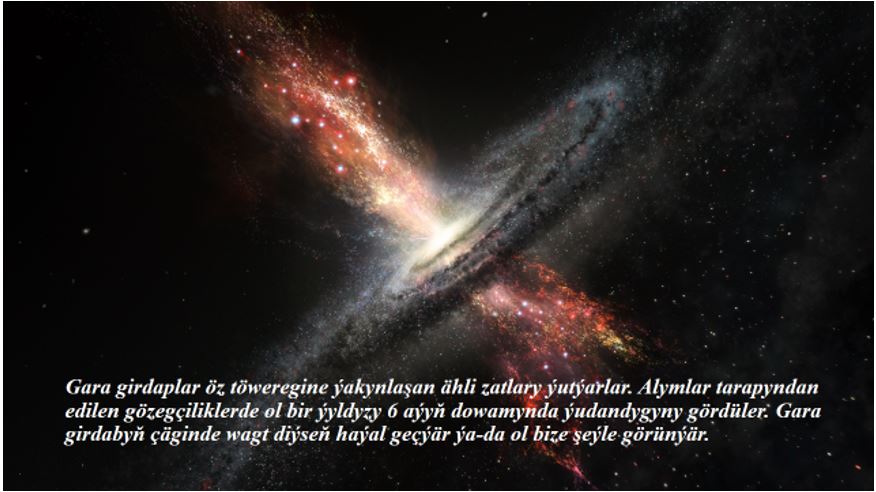 Gara girdaplar öz töweregine ýakynlaşan ähli zatlary ýutýarlar. Alymlar tarapyndan
edilen gözegçiliklerde ol bir ýyldyzy 6 aýyň dowamynda ýudandygyny gördüler. Gara
girdabyň çäginde wagt diýseň haýal geçýär ýa-da ol bize şeýle görünýär.